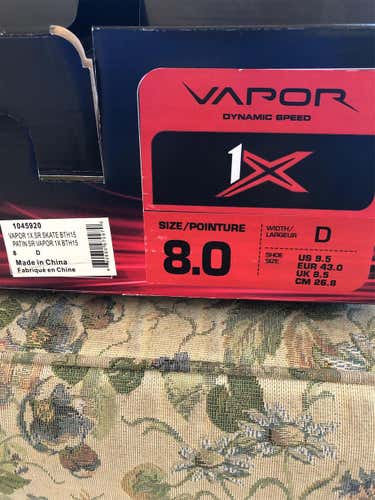 VAPOR
DYNAMIC SPEED
1X
1045920
VAPOR 1X SR SKATE BTH15
PATIN SR VAPOR 1X BTH15
8 D
Made in China
Fabriqué en Chine
SIZE/POINTURE
8.0
WIDTH/
LARGEUR
D
SHOE
SIZE
US 9.5
EUR 43.0
UK 8.5
CM 26.8